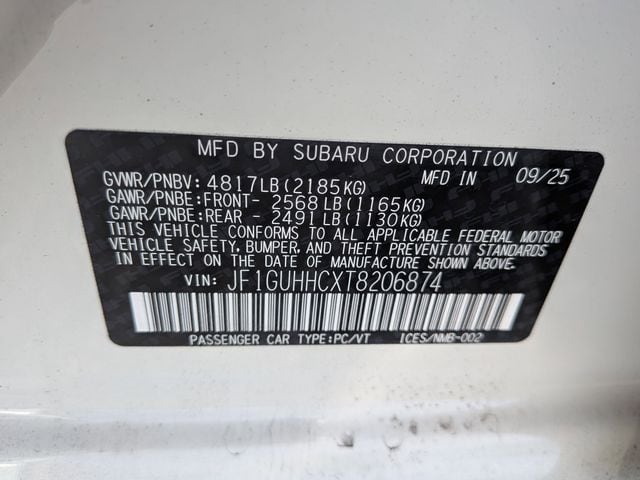 MFD BY SUBARU CORPORATION
GVWR/PNBV: 4817LB(2185KG) MFD IN 09/25
GAWR/PNBE:FRONT- 2568LB(1165KG)
GAWR/PNBE:REAR - 2491LB(1130KG)
THIS VEHICLE CONFORMS TO ALL APPLICABLE FEDERAL MOTOR
VEHICLE SAFETY, BUMPER, AND THEFT PREVENTION STANDARDS
IN EFFECT ON THE DATE OF MANUFACTURE SHOWN ABOVE.
VIN: JF1GUHHCXT8206874
PASSENGER CAR TYPE:PC/VT ICES/NMB-002